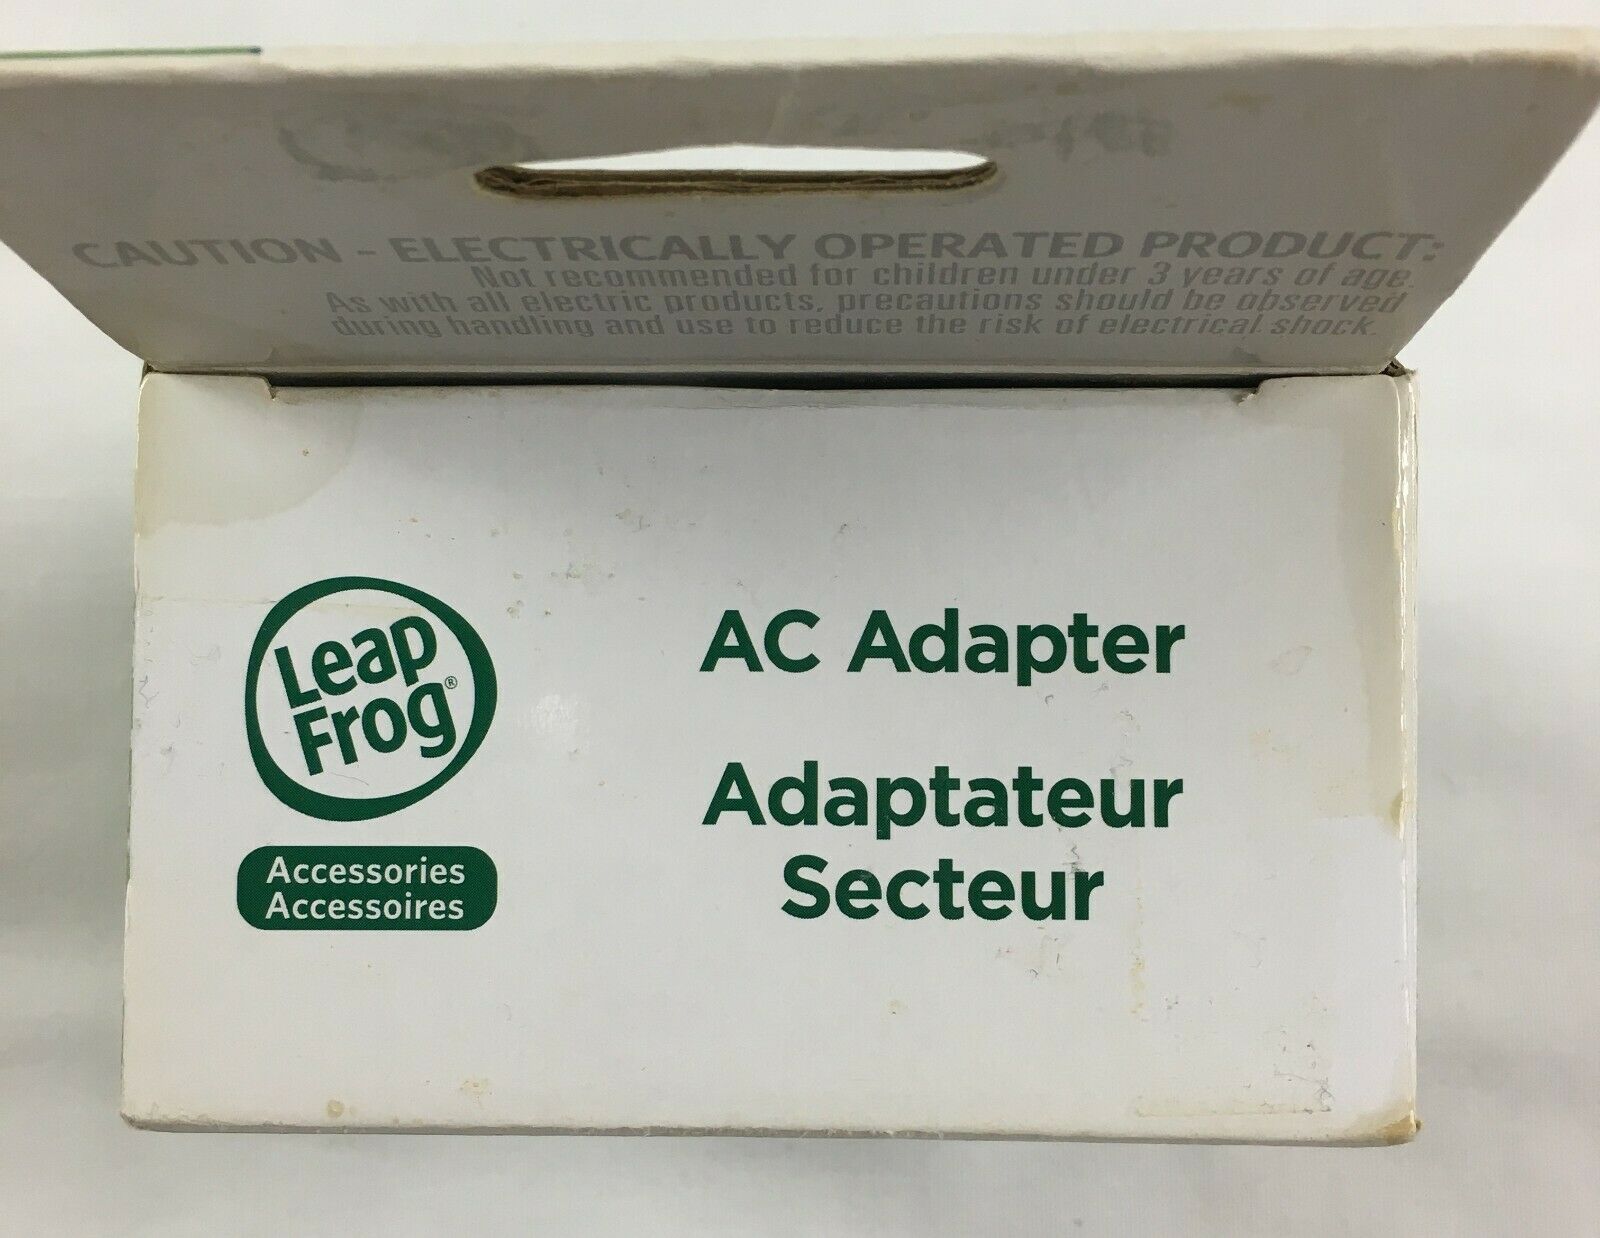 CAUTION - ELECTRICALLY OPERATED PRODUCT:
Not recommended for children under 3 years of age.
As with all electric products, precautions should be observed
during handling and use to reduce the risk of electrical shock.
Leap
Frog®
Accessories
Accessoires
AC Adapter
Adaptateur
Secteur